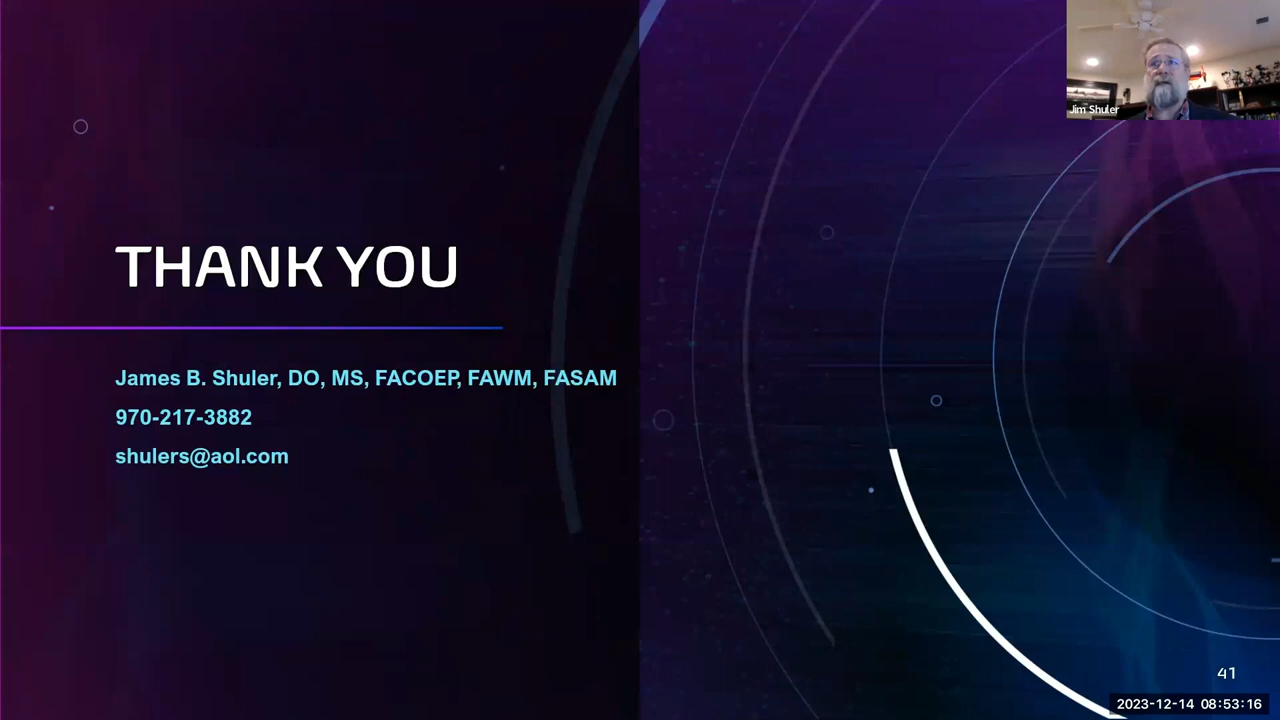 Jim Shuler
THANK YOU
James B. Shuler, DO, MS, FACOEP, FAWM, FASAM
970-217-3882
shulers@aol.com
41
2023-12-14 08:53:16